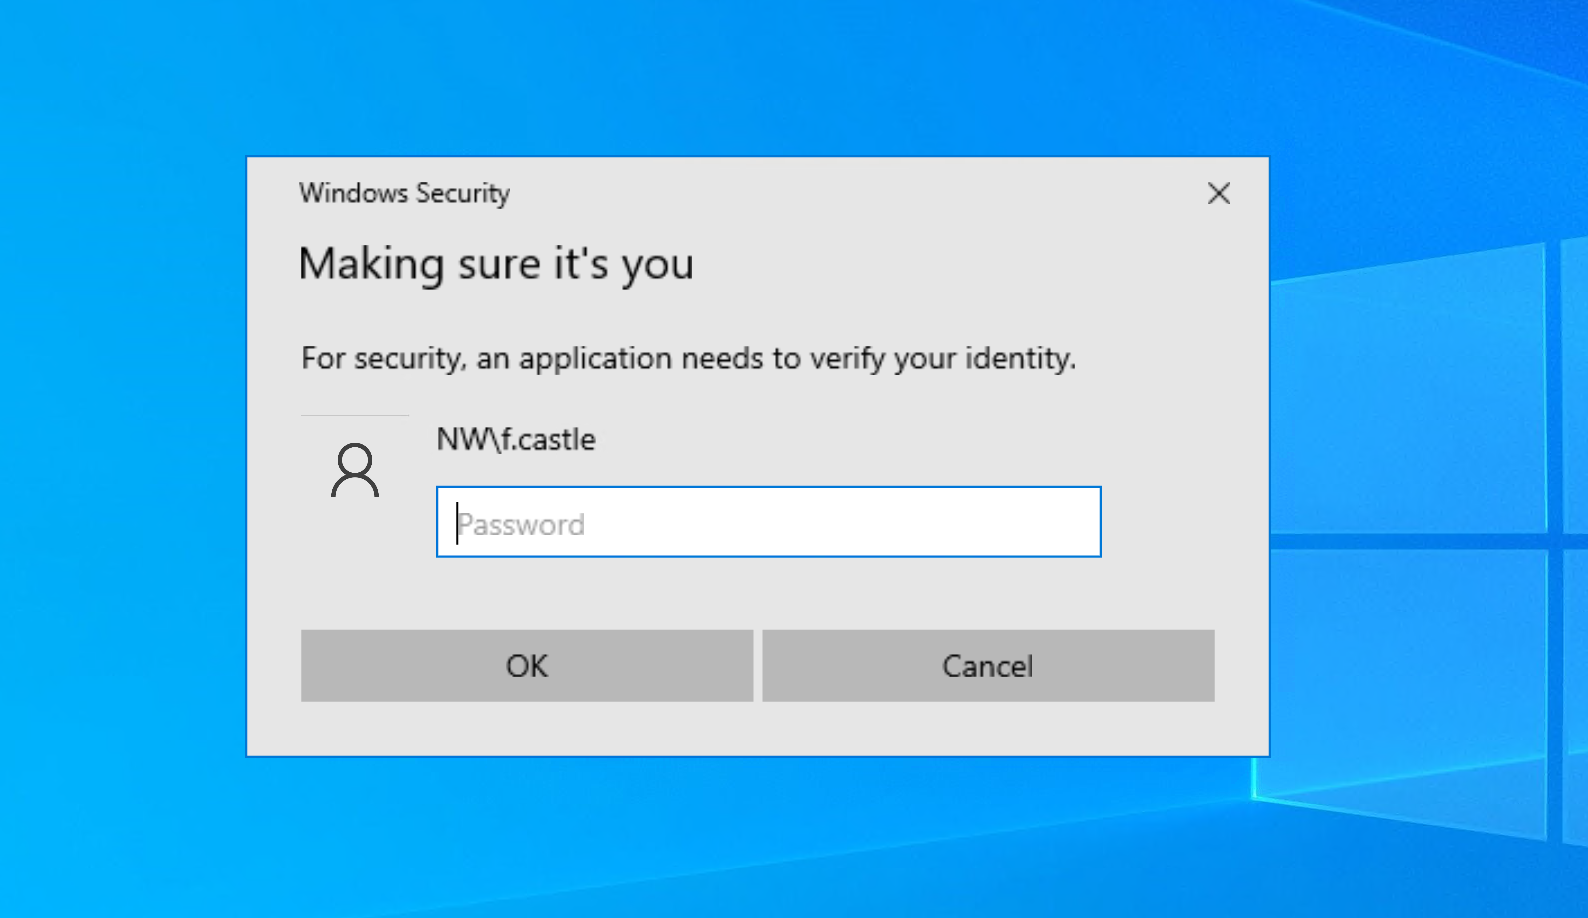 Windows Security
Making sure it's you
For security, an application needs to verify your identity.
NW\f.castle
Password
OK
Cancel